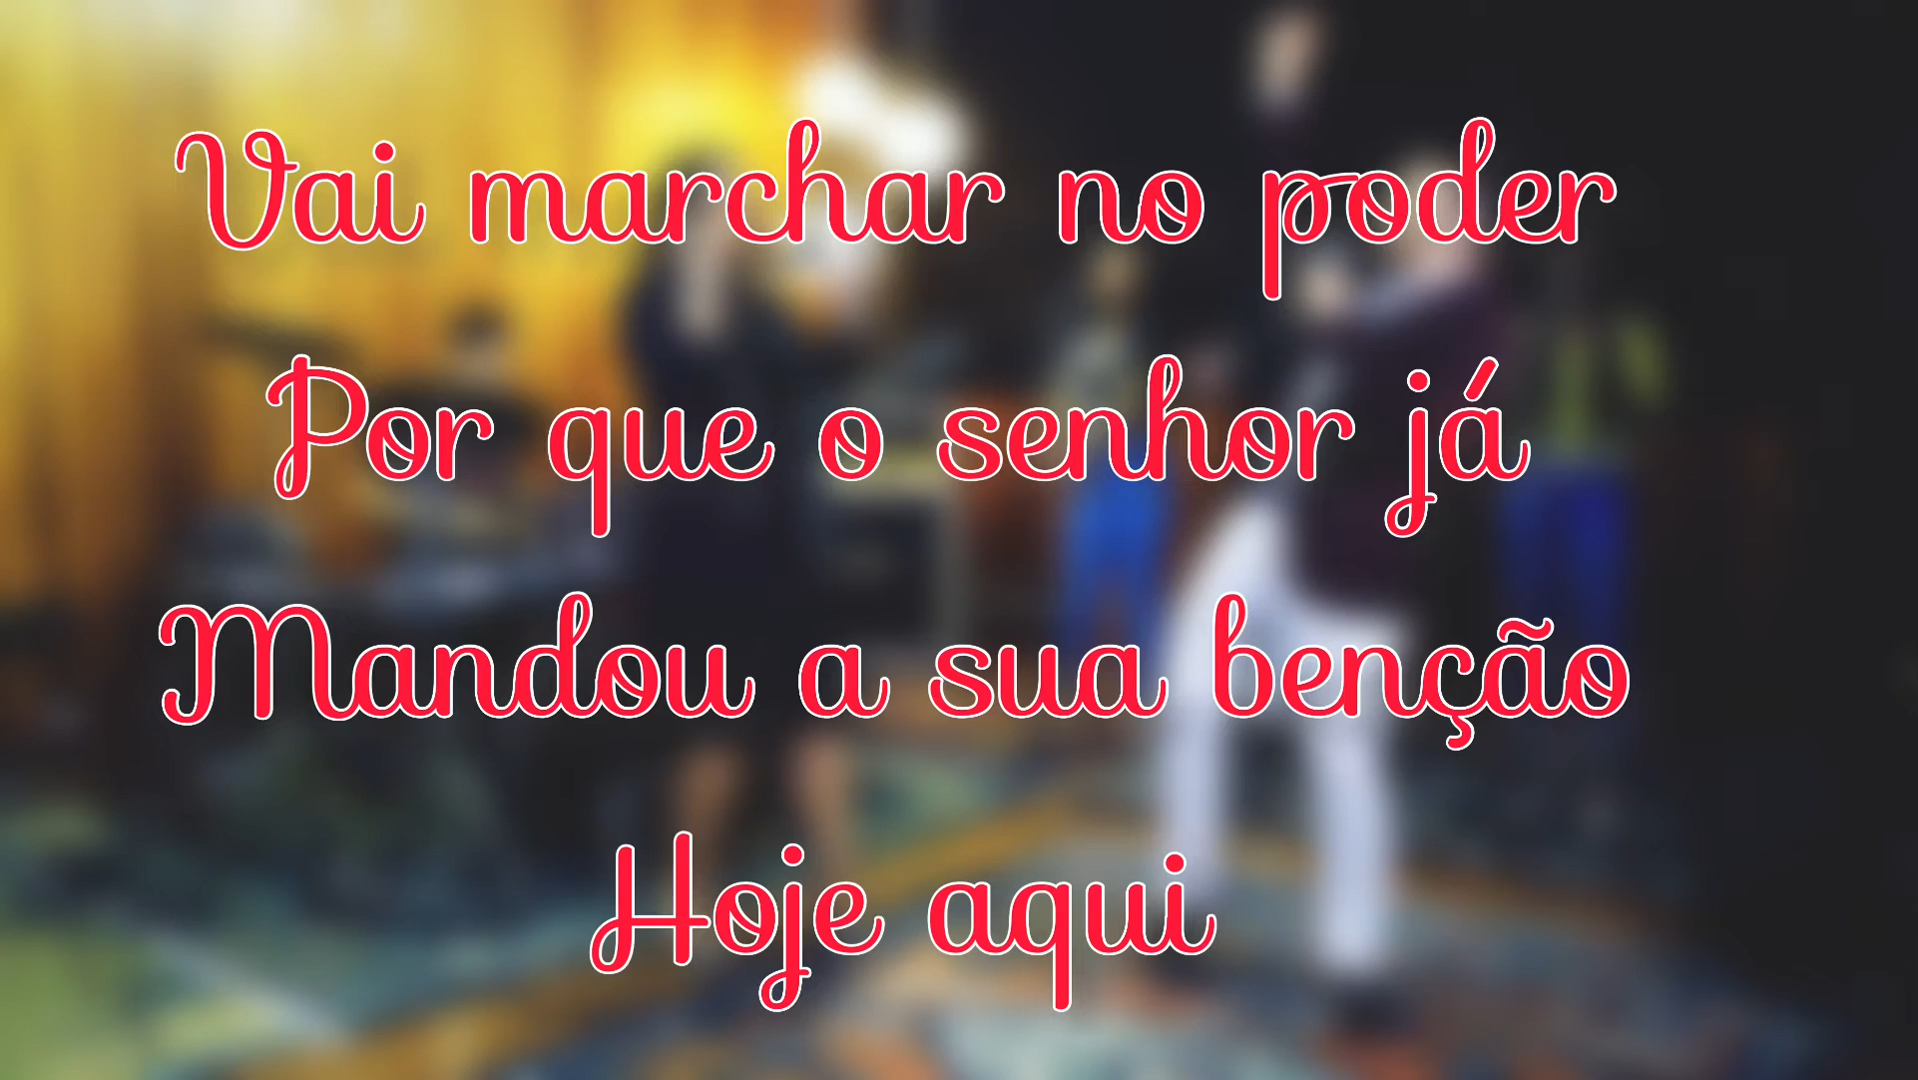 Vai marchar no poder
Por que o senhor já
Mandou a sua benção
Hoje aqui